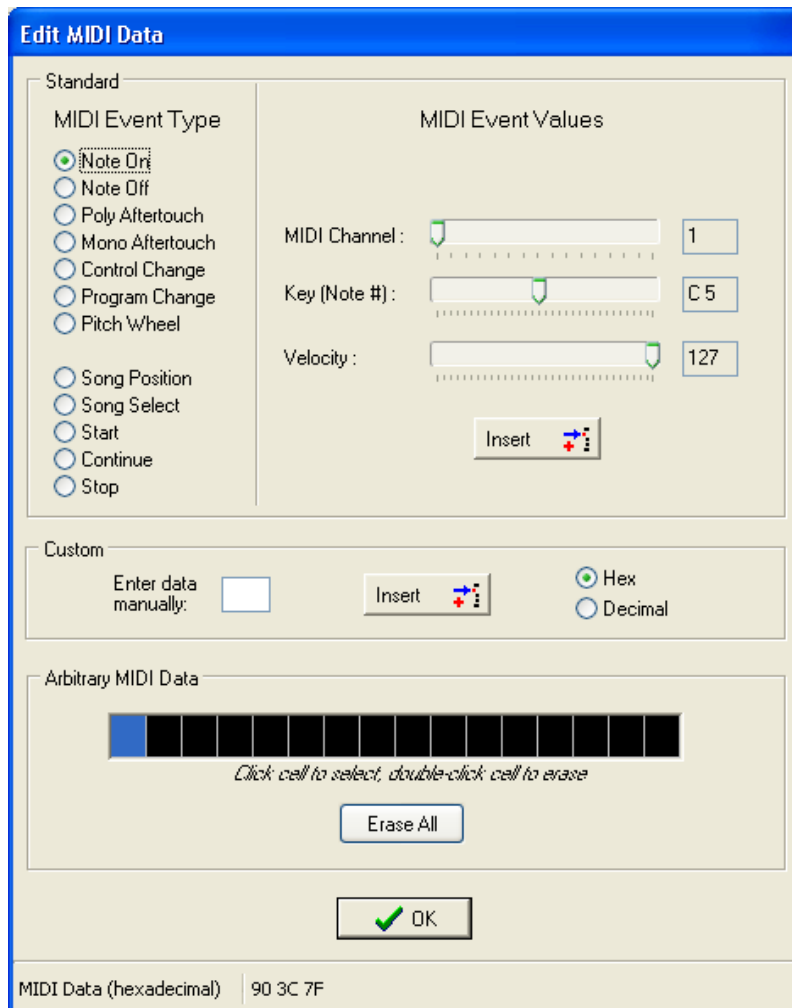 Edit MIDI Data
Standard
MIDI Event Type
Note On
Note Off
Poly Aftertouch
Mono Aftertouch
Control Change
Program Change
Pitch Wheel
Song Position
Song Select
Start
Continue
Stop
MIDI Event Values
MIDI Channel : 1
Key (Note #) : C 5
Velocity : 127
Insert
Custom
Enter data
manually:
Insert
Hex
Decimal
Arbitrary MIDI Data
Click cell to select, double-click cell to erase
Erase All
OK
MIDI Data (hexadecimal) 90 3C 7F